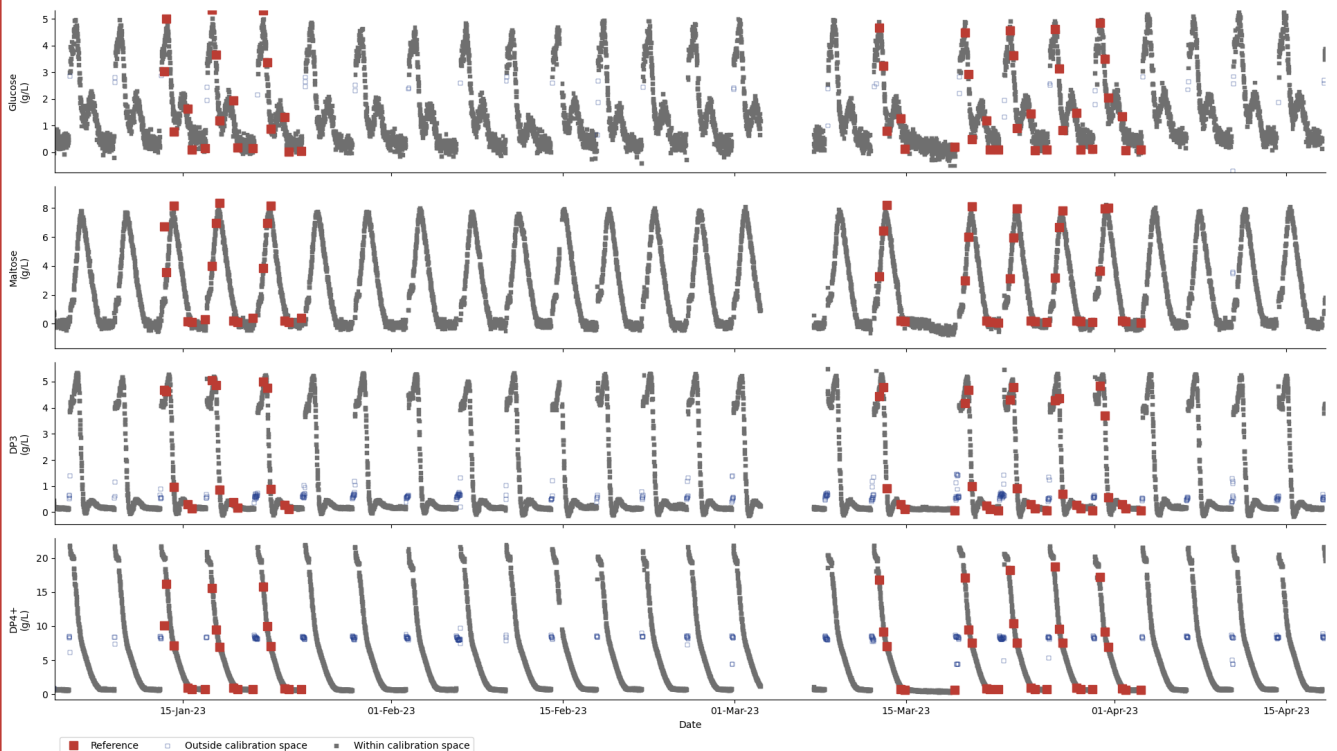 Glucose
(g/L)
5
4
3
2
1
0
Maltose
(g/L)
8
6
4
2
0
DP3
(g/L)
5
4
3
2
1
0
DP4+
(g/L)
20
15
10
5
0
15-Jan-23 01-Feb-23 15-Feb-23 01-Mar-23 15-Mar-23 01-Apr-23 15-Apr-23
Date
Reference Outside calibration space Within calibration space